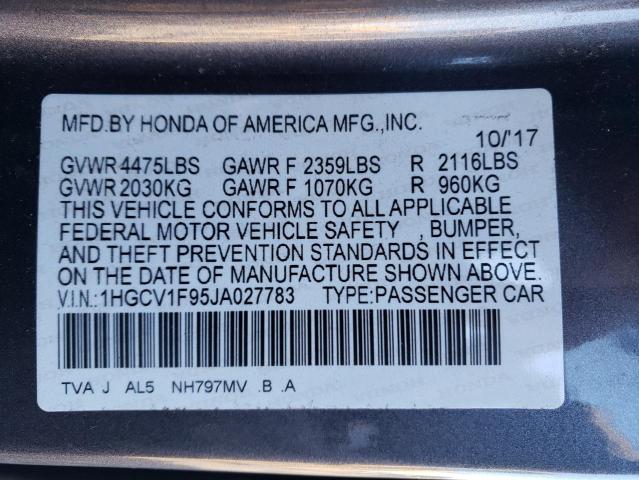 MFD.BY HONDA OF AMERICA MFG.,INC.
10/'17
GVWR 4475LBS GAWR F 2359LBS R 2116LBS
GVWR 2030KG GAWR F 1070KG R 960KG
THIS VEHICLE CONFORMS TO ALL APPLICABLE
FEDERAL MOTOR VEHICLE SAFETY , BUMPER,
AND THEFT PREVENTION STANDARDS IN EFFECT
ON THE DATE OF MANUFACTURE SHOWN ABOVE.
V.I.N.: 1HGCV1F95JA027783 TYPE:PASSENGER CAR
TVA J AL5 NH797MV .B .A